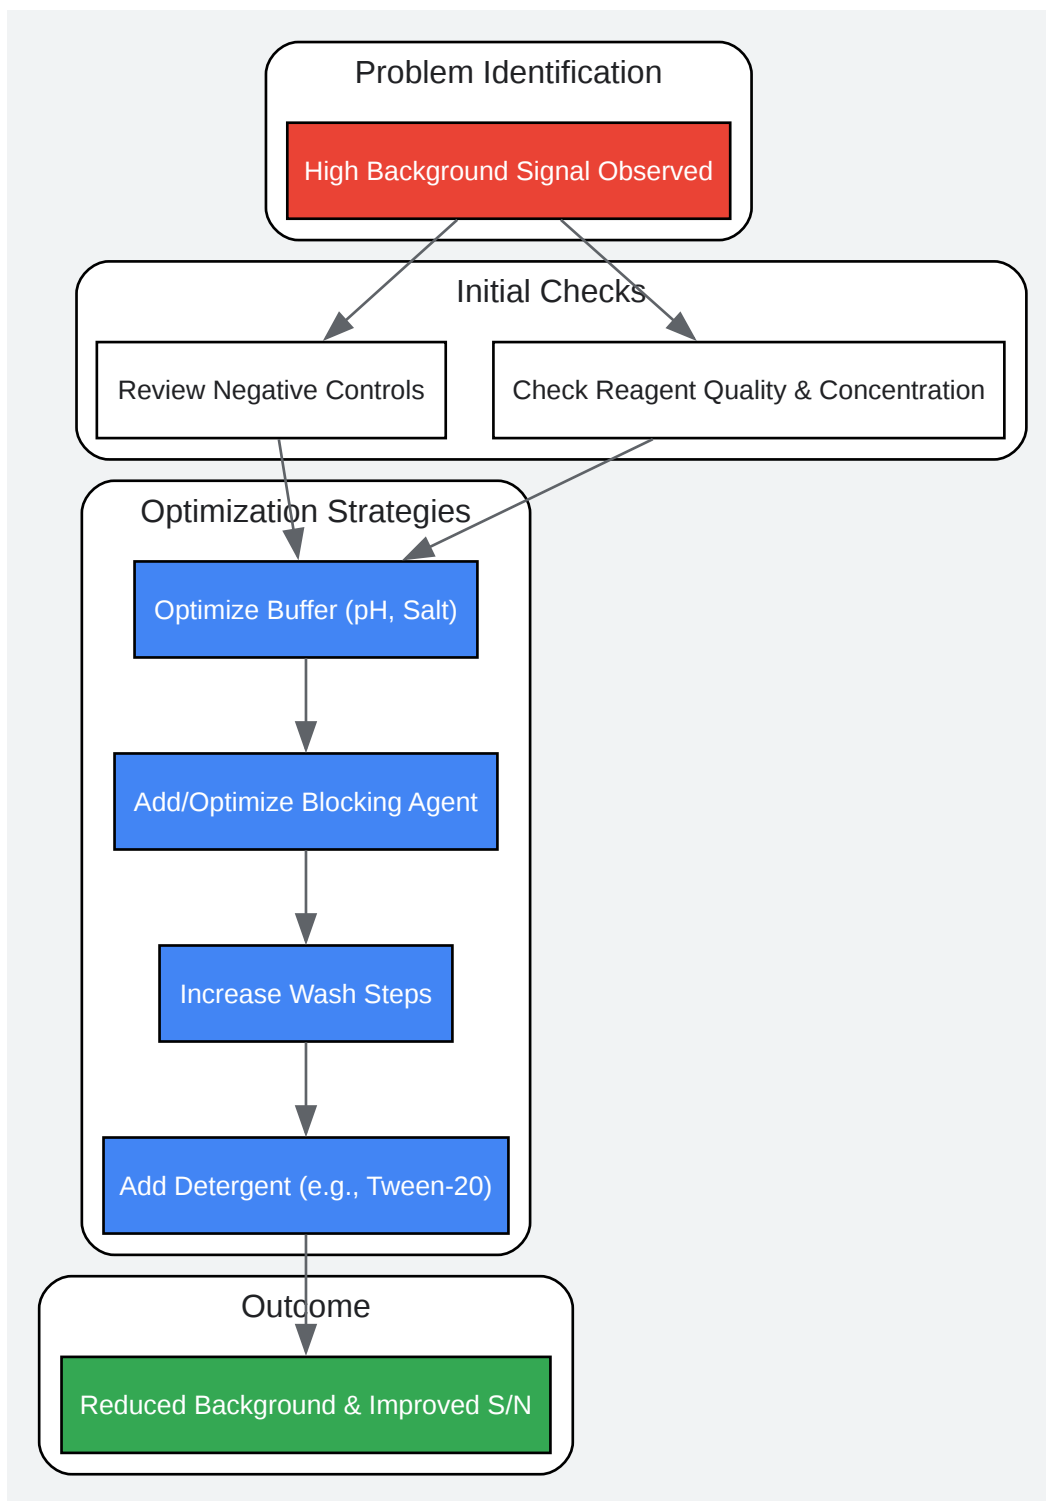 Problem Identification
High Background Signal Observed
Initial Checks
Review Negative Controls
Check Reagent Quality & Concentration
Optimization Strategies
Optimize Buffer (pH, Salt)
Add/Optimize Blocking Agent
Increase Wash Steps
Add Detergent (e.g., Tween-20)
Outcome
Reduced Background & Improved S/N